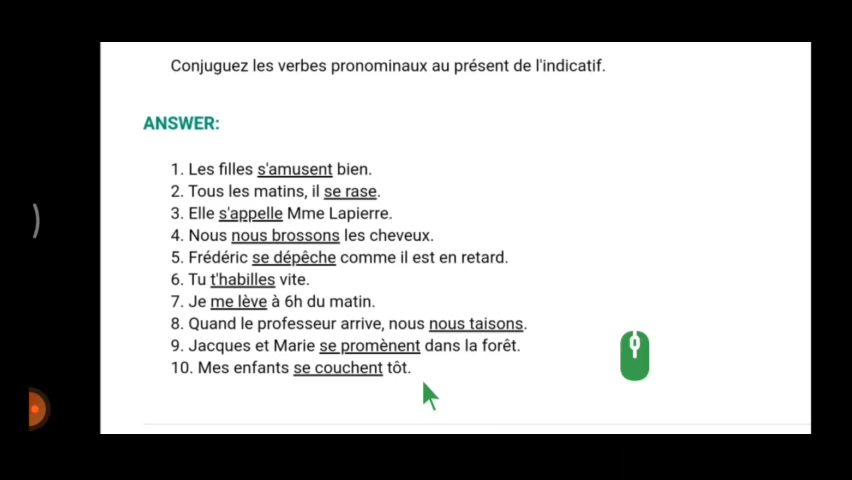 Conjuguez les verbes pronominaux au présent de l'indicatif.
ANSWER:
1. Les filles s'amusent bien.
2. Tous les matins, il se rase.
3. Elle s'appelle Mme Lapierre.
4. Nous nous brossons les cheveux.
5. Frédéric se dépêche comme il est en retard.
6. Tu t'habilles vite.
7. Je me lève à 6h du matin.
8. Quand le professeur arrive, nous nous taisons.
9. Jacques et Marie se promènent dans la forêt.
10. Mes enfants se couchent tôt.